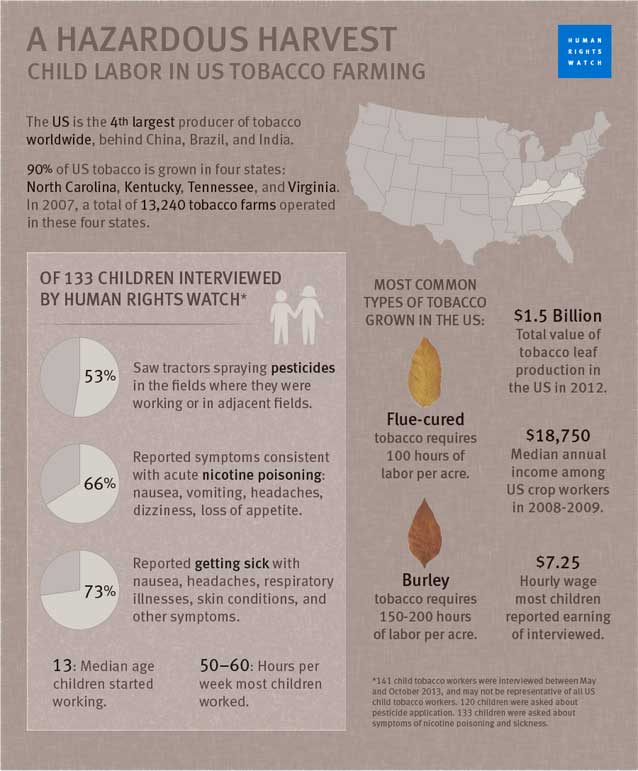 A HAZARDOUS HARVEST
CHILD LABOR IN US TOBACCO FARMING
HUMAN
RIGHTS
WATCH
The US is the 4th largest producer of tobacco
worldwide, behind China, Brazil, and India.
90% of US tobacco is grown in four states:
North Carolina, Kentucky, Tennessee, and Virginia.
In 2007, a total of 13,240 tobacco farms operated
in these four states.
OF 133 CHILDREN INTERVIEWED
BY HUMAN RIGHTS WATCH*
53%
Saw tractors spraying pesticides
in the fields where they were
working or in adjacent fields.
66%
Reported symptoms consistent
with acute nicotine poisoning:
nausea, vomiting, headaches,
dizziness, loss of appetite.
73%
Reported getting sick with
nausea, headaches, respiratory
illnesses, skin conditions, and
other symptoms.
13: Median age
children started
working.
50–60: Hours per
week most children
worked.
MOST COMMON
TYPES OF TOBACCO
GROWN IN THE US:
Flue-cured
tobacco requires
100 hours of
labor per acre.
Burley
tobacco requires
150-200 hours
of labor per acre.
$1.5 Billion
Total value of
tobacco leaf
production in
the US in 2012.
$18,750
Median annual
income among
US crop workers
in 2008-2009.
$7.25
Hourly wage
most children
reported earning
of interviewed.
*141 child tobacco workers were interviewed between May
and October 2013, and may not be representative of all US
child tobacco workers. 120 children were asked about
pesticide application. 133 children were asked about
symptoms of nicotine poisoning and sickness.